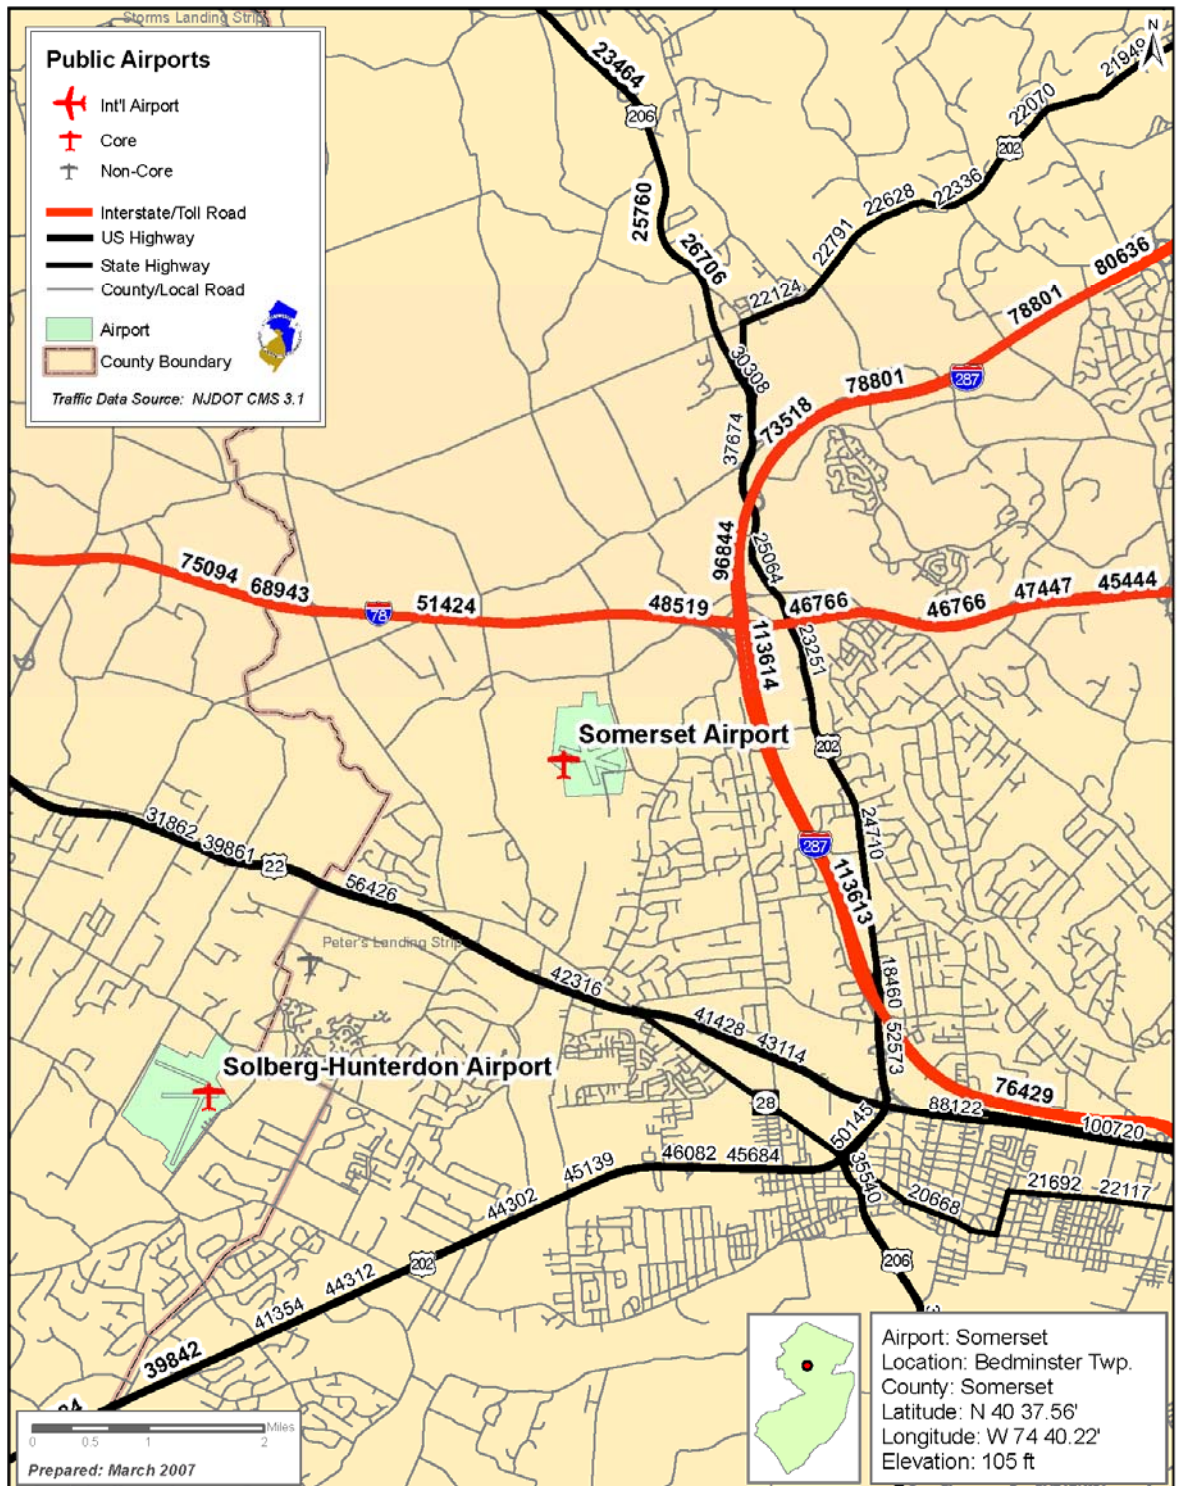 Storms Landing Strip
Public Airports
Int'l Airport
Core
Non-Core
Interstate/Toll Road
US Highway
State Highway
County/Local Road
Airport
County Boundary
Traffic Data Source: NJDOT CMS 3.1
N
23464
206
25760
26706
21949
22070
202
22336
22628
22791
22124
80636
78801
287
78801
73518
30308
37674
96844
25064
75094
68943
78
51424
48519
46766
46766
47447
45444
113614
23251
Somerset Airport
202
24710
287
113613
31862
39861
22
56426
Peter's Landing Strip
42316
41428
43114
18460
52573
Solberg-Hunterdon Airport
76429
88122
100720
28
50145
35540
46082
45684
45139
44302
20668
21692
22117
202
206
44312
41354
39842
Miles
0
0.5
1
2
Prepared: March 2007
Airport: Somerset
Location: Bedminster Twp.
County: Somerset
Latitude: N 40 37.56'
Longitude: W 74 40.22'
Elevation: 105 ft